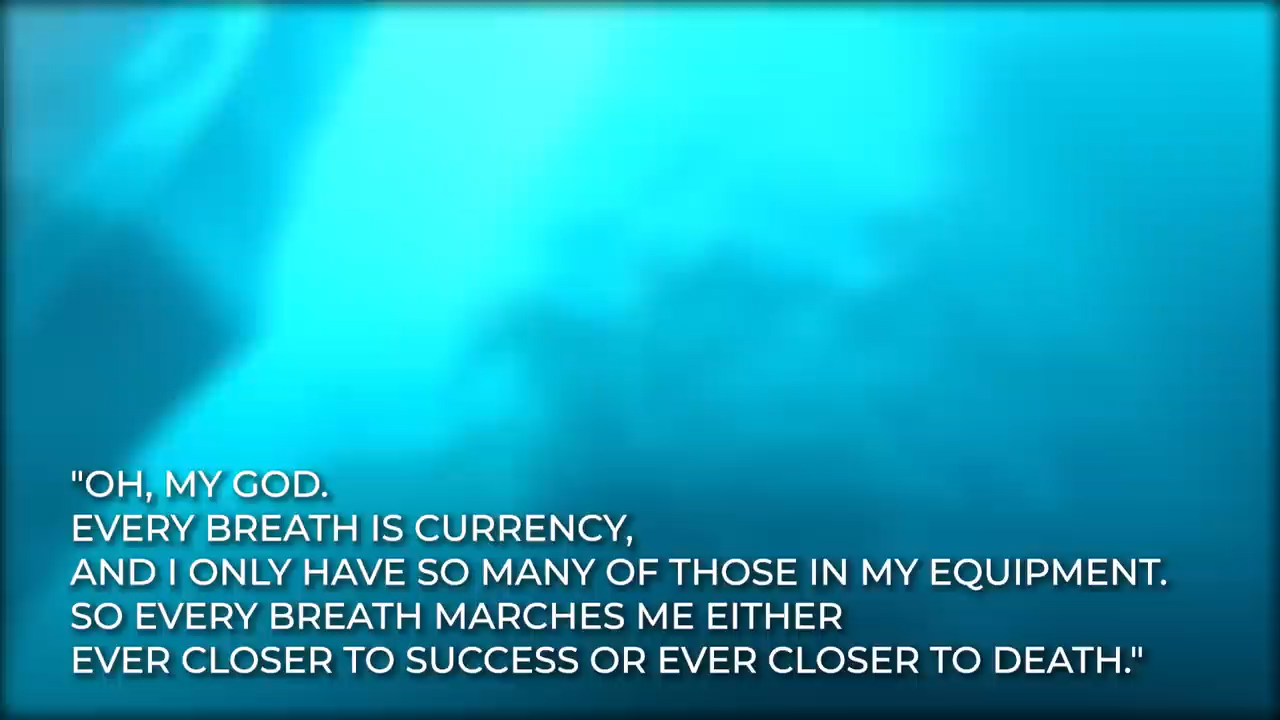 "OH, MY GOD.
EVERY BREATH IS CURRENCY,
AND I ONLY HAVE SO MANY OF THOSE IN MY EQUIPMENT.
SO EVERY BREATH MARCHES ME EITHER
EVER CLOSER TO SUCCESS OR EVER CLOSER TO DEATH."